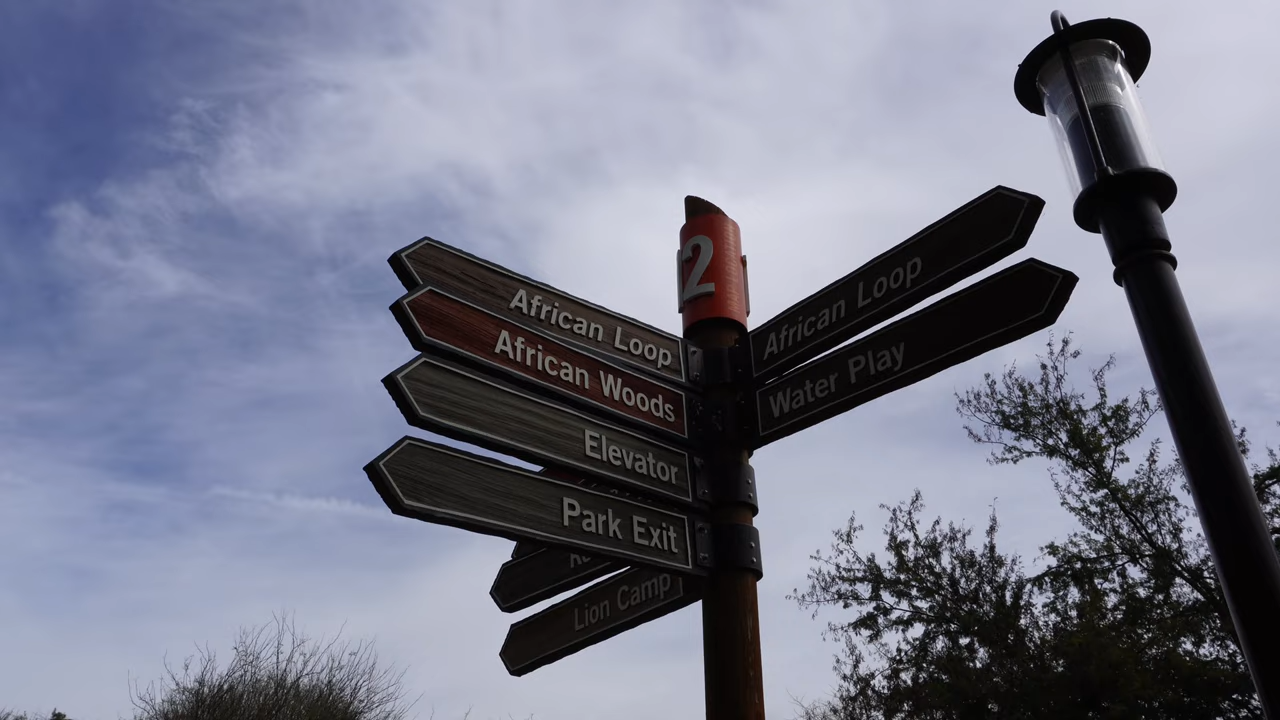 2
African Loop
African Woods
Elevator
Park Exit
Lion Camp
African Loop
Water Play